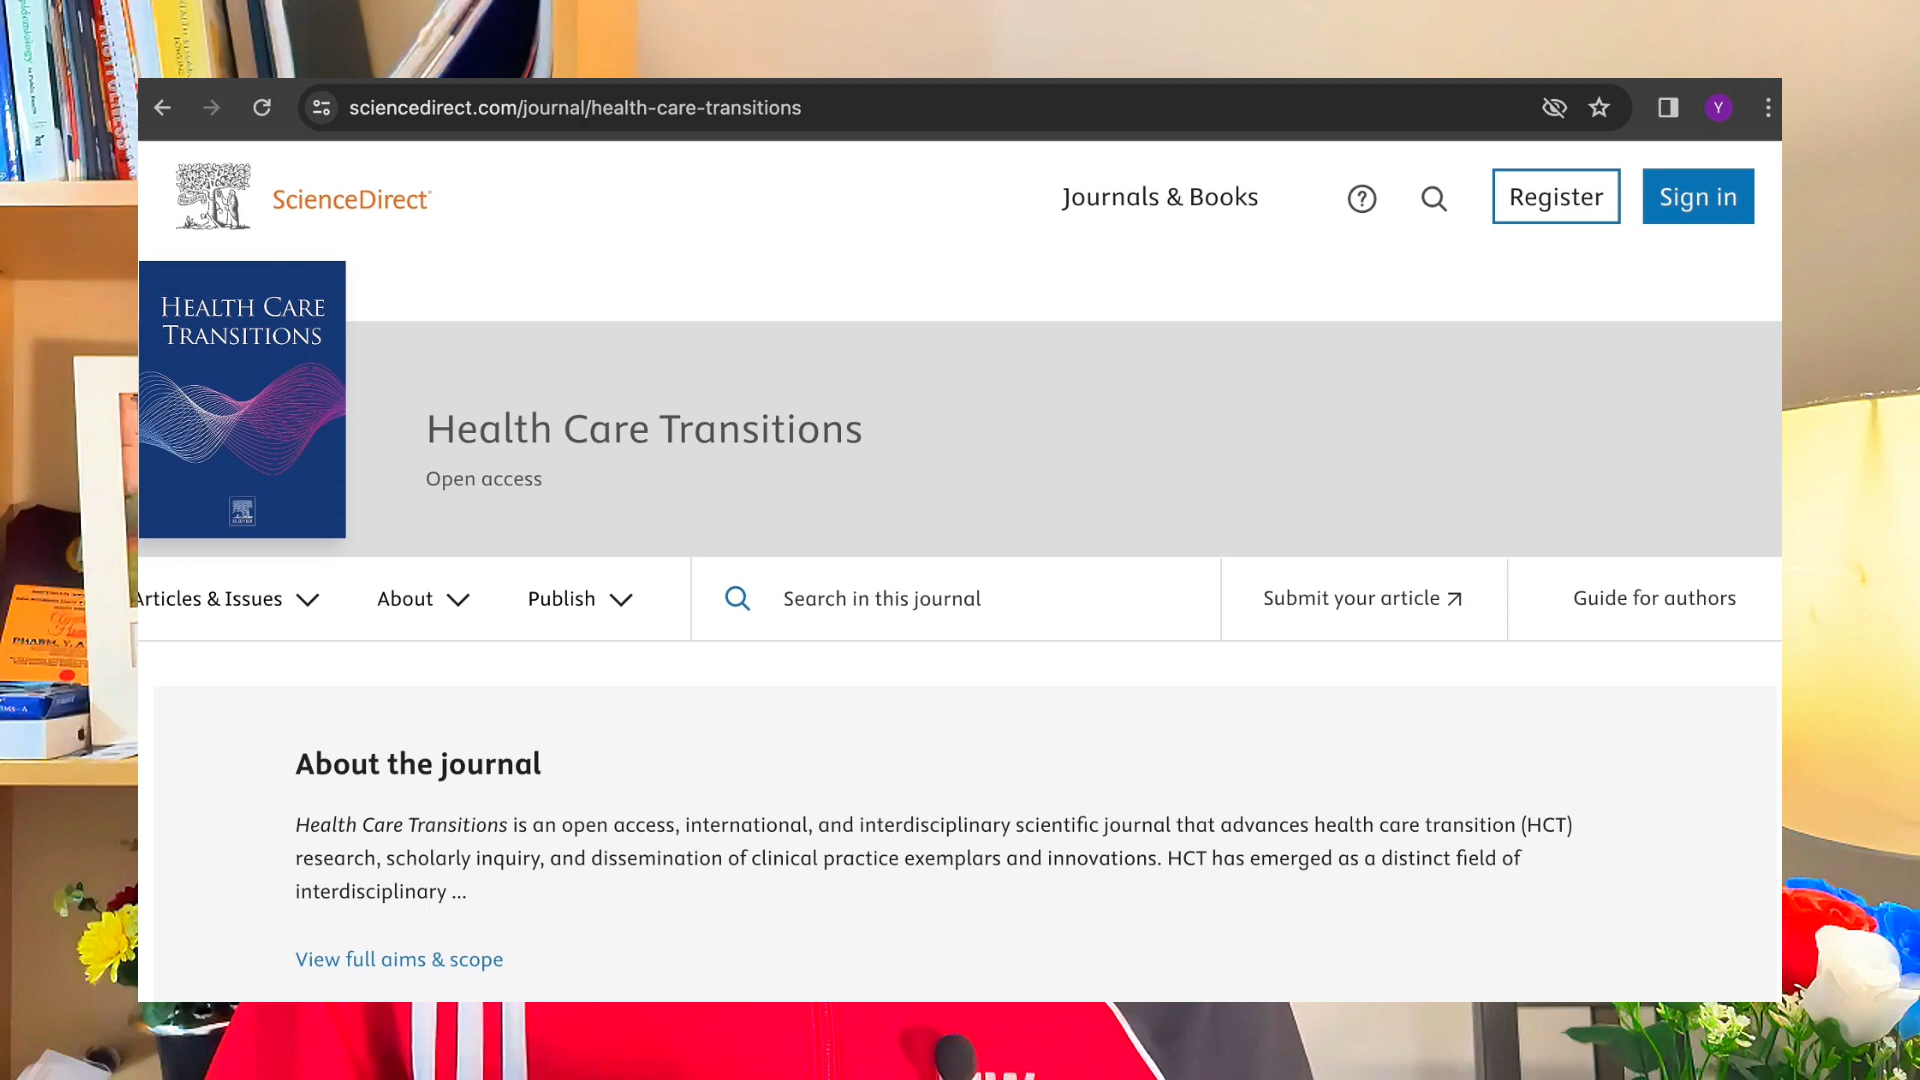 sciencedirect.com/journal/health-care-transitions
Y
ScienceDirect
Journals & Books
Register
Sign in
HEALTH CARE
TRANSITIONS
Health Care Transitions
Open access
Articles & Issues
About
Publish
Search in this journal
Submit your article
Guide for authors
PHARM. Y. A
About the journal
Health Care Transitions is an open access, international, and interdisciplinary scientific journal that advances health care transition (HCT)
research, scholarly inquiry, and dissemination of clinical practice exemplars and innovations. HCT has emerged as a distinct field of
interdisciplinary ...
View full aims & scope